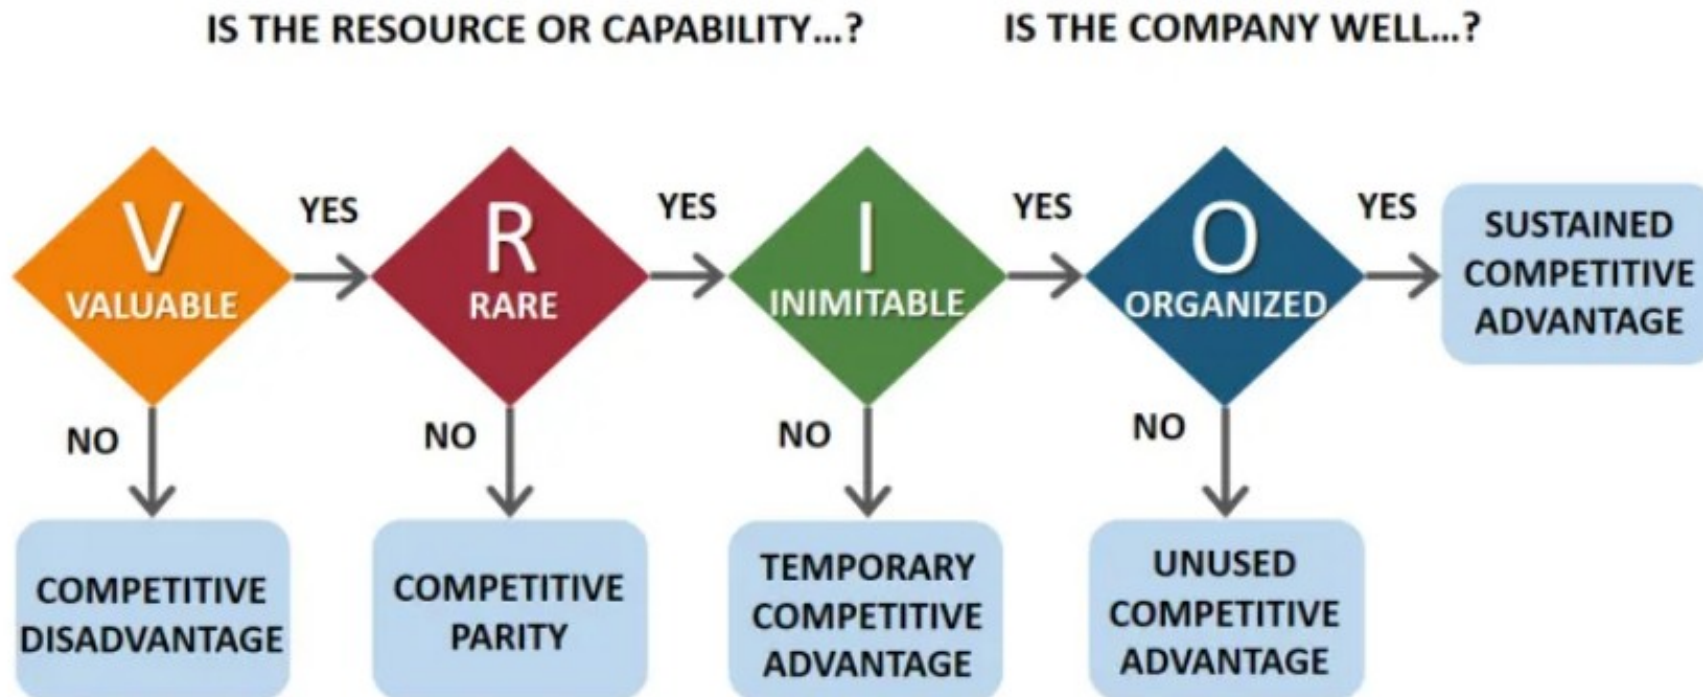 IS THE RESOURCE OR CAPABILITY...?
IS THE COMPANY WELL...?
V
VALUABLE
YES
R
RARE
YES
I
INIMITABLE
YES
O
ORGANIZED
YES
SUSTAINED
COMPETITIVE
ADVANTAGE
NO
NO
NO
NO
COMPETITIVE
DISADVANTAGE
COMPETITIVE
PARITY
TEMPORARY
COMPETITIVE
ADVANTAGE
UNUSED
COMPETITIVE
ADVANTAGE